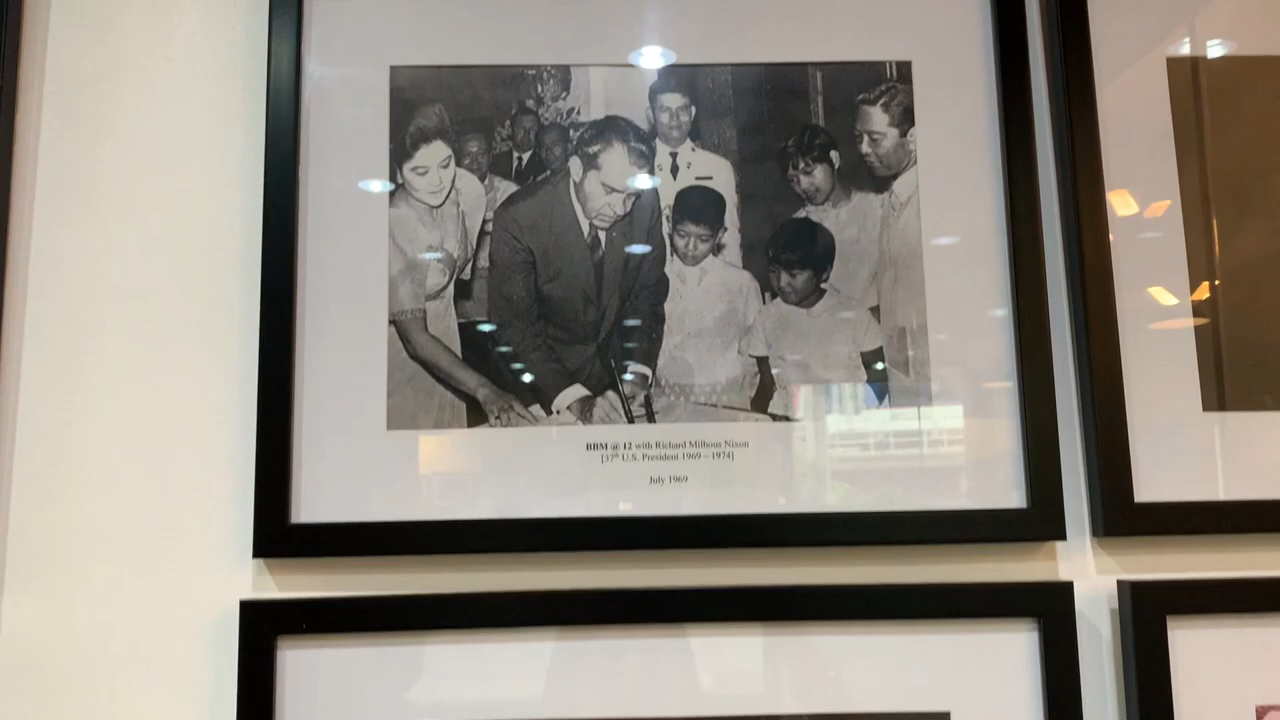 BBM @ 12 with Richard Milhous Nixon
[37th U.S. President 1969 – 1974]
July 1969